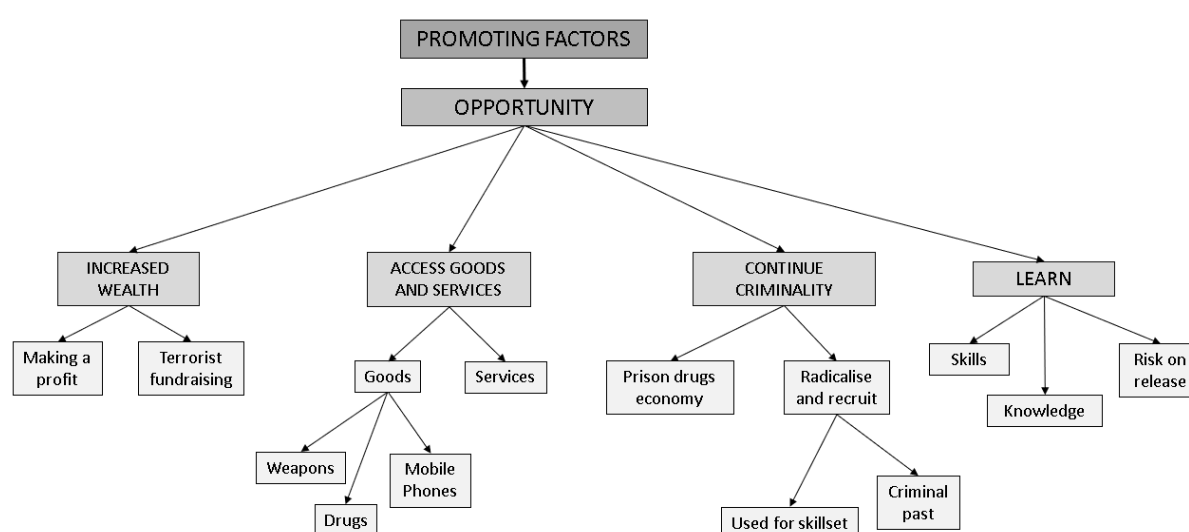 PROMOTING FACTORS
OPPORTUNITY
INCREASED
WEALTH
ACCESS GOODS
AND SERVICES
CONTINUE
CRIMINALITY
LEARN
Making a
profit
Terrorist
fundraising
Goods
Services
Prison drugs
economy
Radicalise
and recruit
Skills
Knowledge
Risk on
release
Weapons
Drugs
Mobile
Phones
Used for skillset
Criminal
past